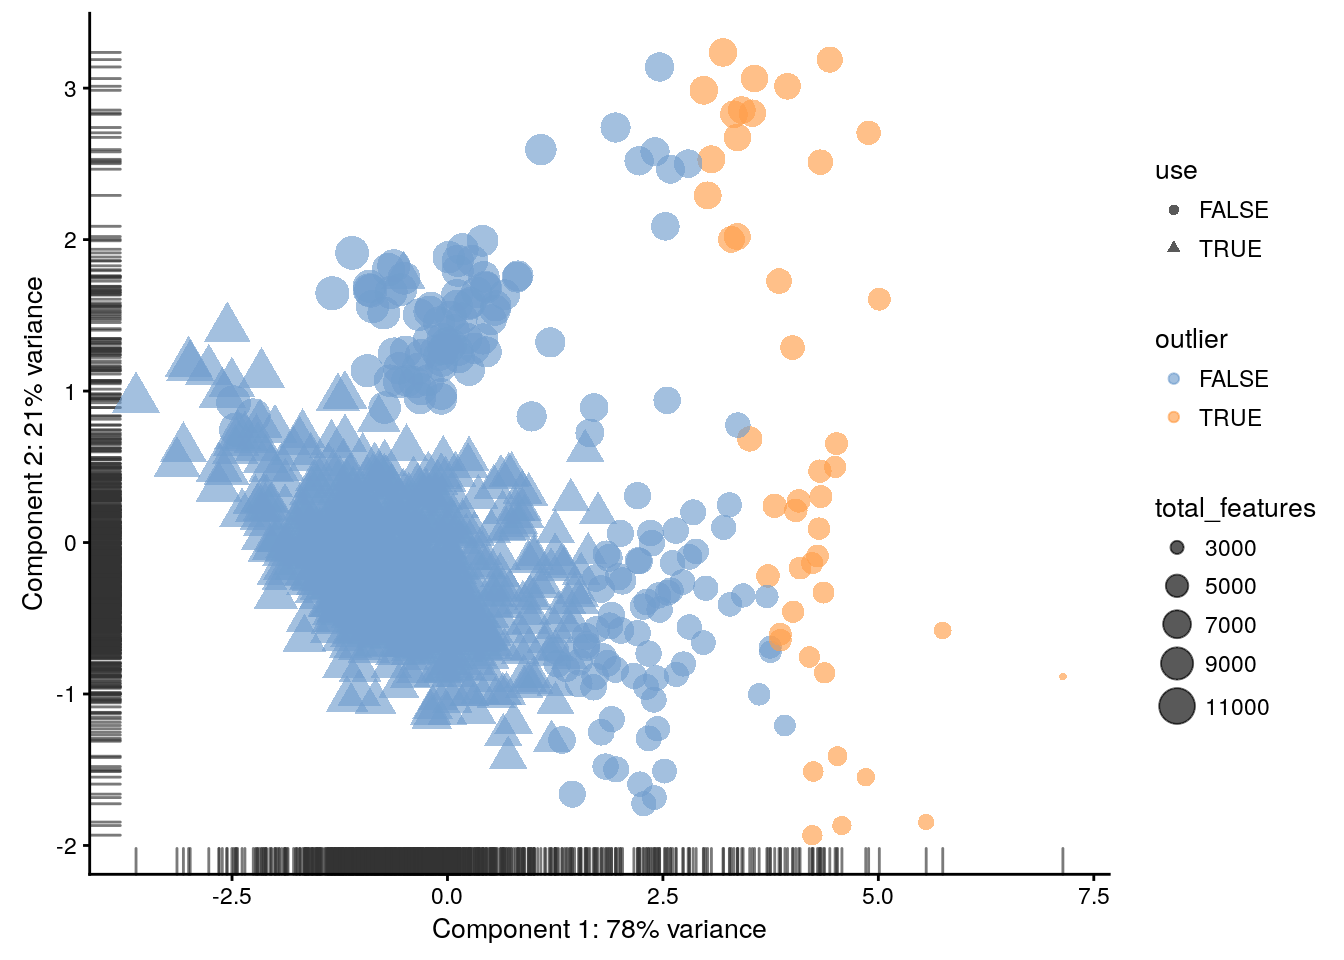 3
2
1
0
-1
-2
Component 2: 21% variance
-2.5
0.0
2.5
5.0
7.5
Component 1: 78% variance
use
FALSE
TRUE
outlier
FALSE
TRUE
total_features
3000
5000
7000
9000
11000